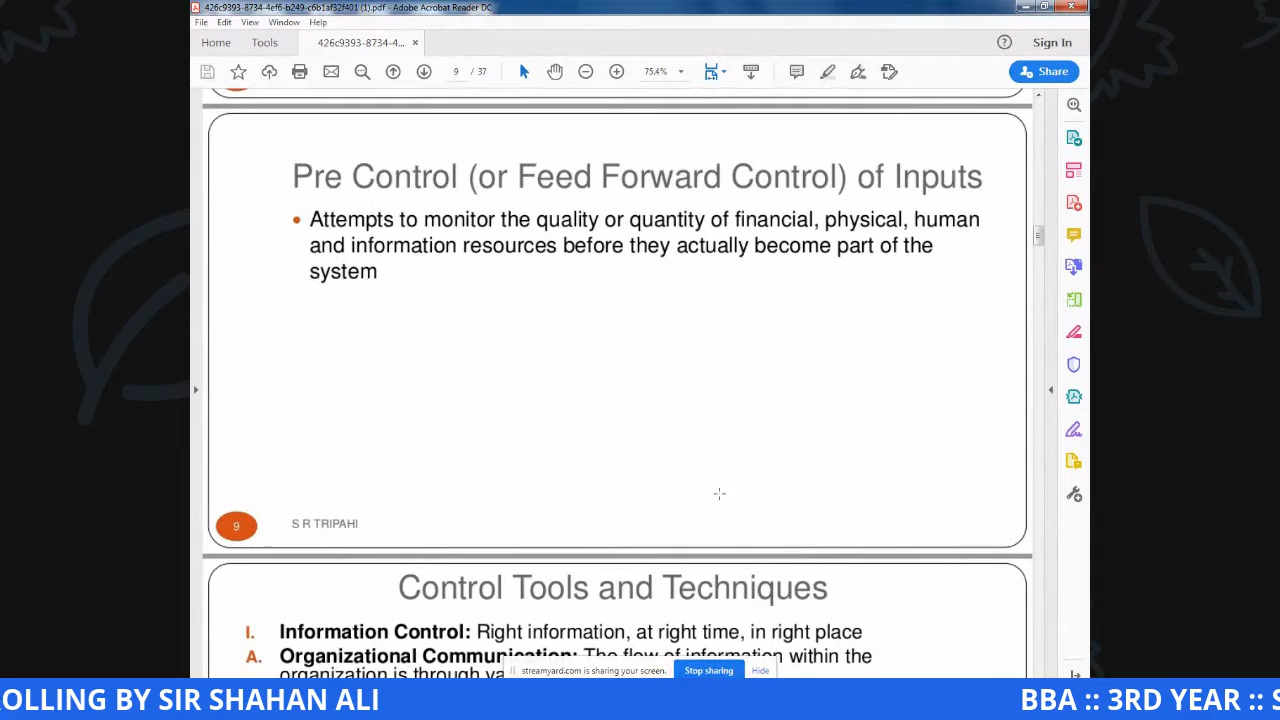 426c9393-8734-4ef6-b249-c6b1af32f401 (1).pdf - Adobe Acrobat Reader DC
File Edit View Window Help
Home Tools 426c9393-8734-4... × Sign In
9 / 37 75.4% Share
Pre Control (or Feed Forward Control) of Inputs
• Attempts to monitor the quality or quantity of financial, physical, human
and information resources before they actually become part of the
system
9 S R TRIPAHI
Control Tools and Techniques
I. Information Control: Right information, at right time, in right place
A. Organizational Communication: The flow of information within the
organization is through
streamyard.com is sharing your screen. Stop sharing Hide
ROLLING BY SIR SHAHAN ALI BBA :: 3RD YEAR :: S